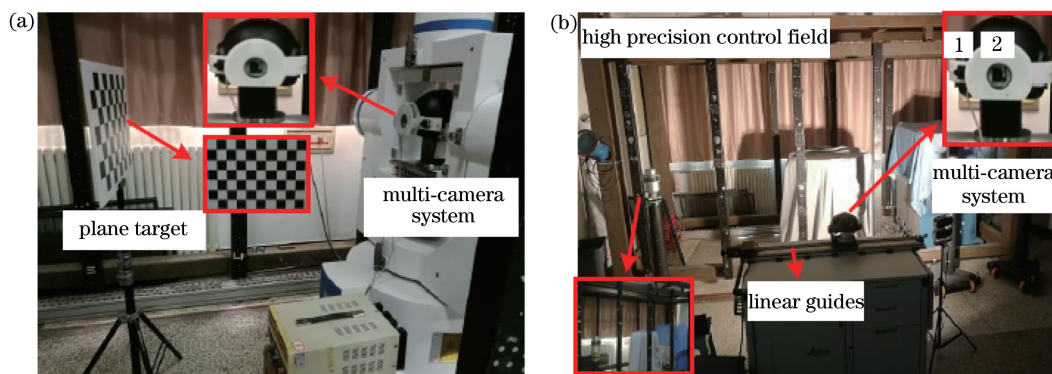 (a)
plane target
multi-camera
system
(b)
high precision control field
1 2
multi-camera
system
linear guides